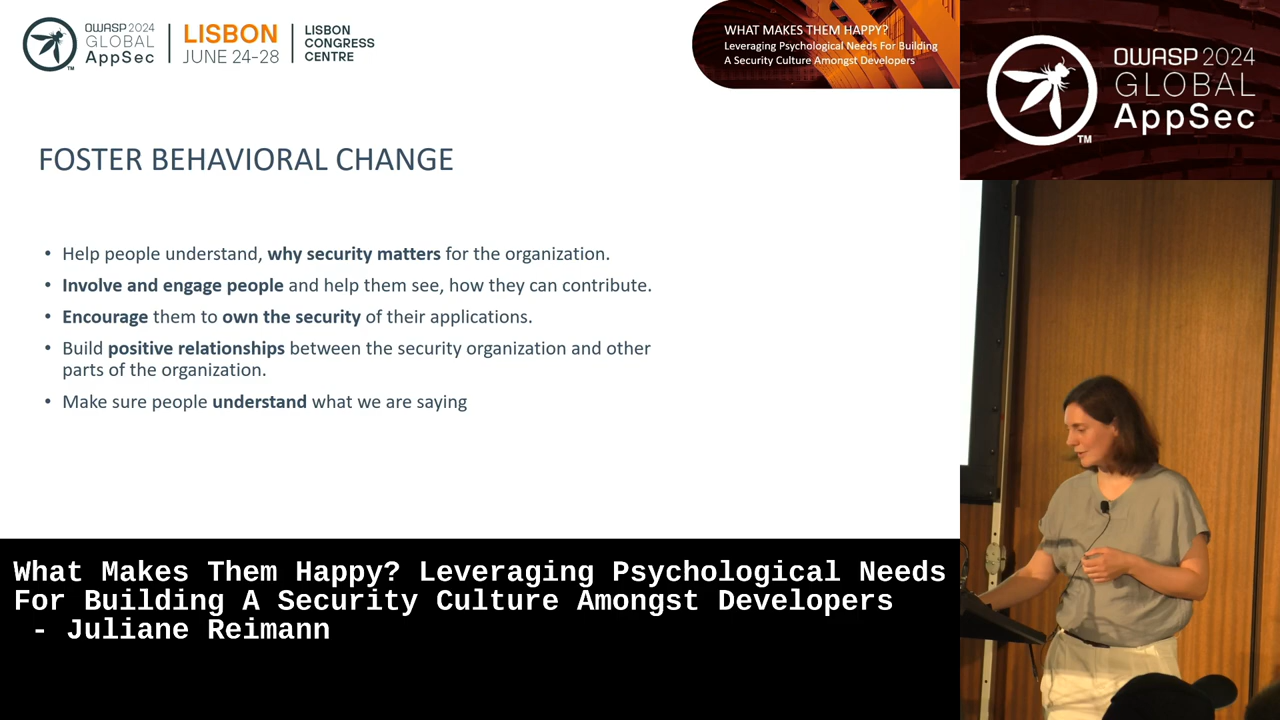 OWASP 2024
GLOBAL
AppSec
TM
LISBON
JUNE 24-28
LISBON
CONGRESS
CENTRE
WHAT MAKES THEM HAPPY?
Leveraging Psychological Needs For Building
A Security Culture Amongst Developers
OWASP 2024
GLOBAL
AppSec
TM
FOSTER BEHAVIORAL CHANGE
• Help people understand, why security matters for the organization.
• Involve and engage people and help them see, how they can contribute.
• Encourage them to own the security of their applications.
• Build positive relationships between the security organization and other
parts of the organization.
• Make sure people understand what we are saying
What Makes Them Happy? Leveraging Psychological Needs
For Building A Security Culture Amongst Developers
- Juliane Reimann